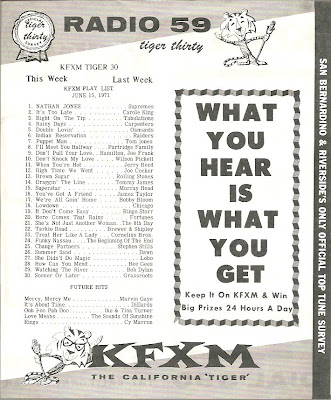 OFFICIAL
tiger
thirty
SURVEY
RADIO 59
tiger thirty
KFXM TIGER 30
This Week Last Week
KFXM PLAY LIST
JUNE 15, 1971
1. NATHAN JONES Supremes
2. It's Too Late Carole King
3. Right On The Tip Tabulations
4. Rainy Days Carpenters
5. Double Lovin' Osmonds
6. Indian Reservation Raiders
7. Puppet Man Tom Jones
8. I'll Meet You Halfway Partridge Family
9. Don't Pull Your Love Hamilton, Joe Frank
10. Don't Knock My Love Wilson Pickett
11. When You're Hot Jerry Reed
12. High Time We Went Joe Cocker
13. Brown Sugar Rolling Stones
14. Draggin' The Line Tommy James
15. Superstar Murray Head
16. You've Got A Friend James Taylor
17. We're All Goin' Home Bobby Bloom
18. Lowdown Chicago
19. It Don't Come Easy Ringo Starr
20. Here Comes That Rainy Fortunes
21. She's Not Just Another Woman The 8th Day
22. Tarkio Road Brewer & Shipley
23. Treat Her Like A Lady Cornelius Bros.
24. Funky Nassau The Beginning Of The End
25. Change Partners Stephen Stills
26. Summer Sand Dawn
27. She Didn't Do Magic Lobo
28. How Can You Mend Bee Gees
29. Watching The River Bob Dylan
30. Sooner Or Later Grassroots
FUTURE HITS
Mercy, Mercy Me Marvin Gaye
It's About Time Dillards
Ooh Poo Pah Doo Ike & Tina Turner
Love Means The Sounds Of Sunshine
Ringo Cy Marron
WHAT
YOU
HEAR
IS
WHAT
YOU
GET
Keep It On KFXM & Win
Big Prizes 24 Hours A Day
SAN BERNARDINO & RIVERSIDE'S ONLY OFFICIAL TOP TUNE SURVEY
KFXM
THE CALIFORNIA 'TIGER'